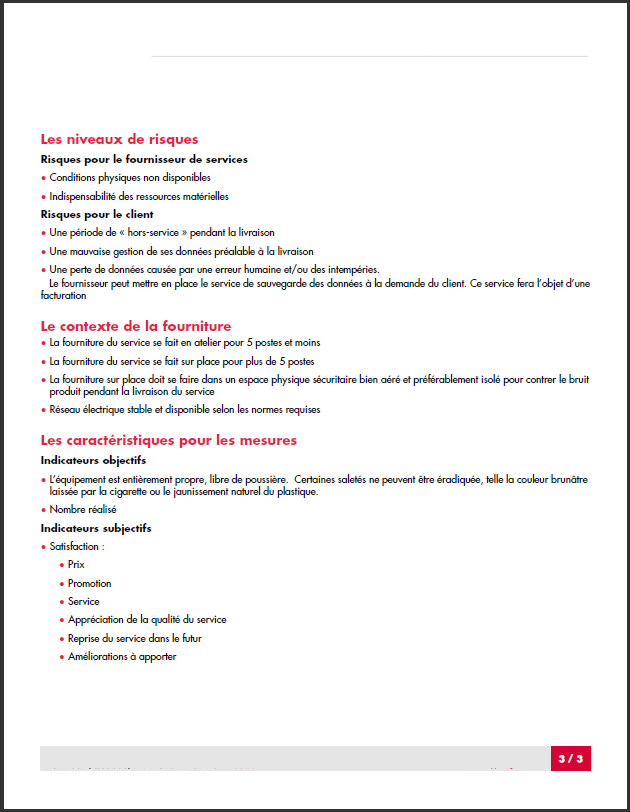 Les niveaux de risques
Risques pour le fournisseur de services
• Conditions physiques non disponibles
• Indispensabilité des ressources matérielles
Risques pour le client
• Une période de « hors-service » pendant la livraison
• Une mauvaise gestion de ses données préalable à la livraison
• Une perte de données causée par une erreur humaine et/ou des intempéries.
Le fournisseur peut mettre en place le service de sauvegarde des données à la demande du client. Ce service fera l'objet d'une
facturation
Le contexte de la fourniture
• La fourniture du service se fait en atelier pour 5 postes et moins
• La fourniture du service se fait sur place pour plus de 5 postes
• La fourniture sur place doit se faire dans un espace physique sécuritaire bien aéré et préférablement isolé pour contrer le bruit
produit pendant la livraison du service
• Réseau électrique stable et disponible selon les normes requises
Les caractéristiques pour les mesures
Indicateurs objectifs
• L'équipement est entièrement propre, libre de poussière. Certaines saletés ne peuvent être éradiquée, telle la couleur brunâtre
laissée par la cigarette ou le jaunissement naturel du plastique.
• Nombre réalisé
Indicateurs subjectifs
• Satisfaction :
• Prix
• Promotion
• Service
• Appréciation de la qualité du service
• Reprise du service dans le futur
• Améliorations à apporter
3 / 3